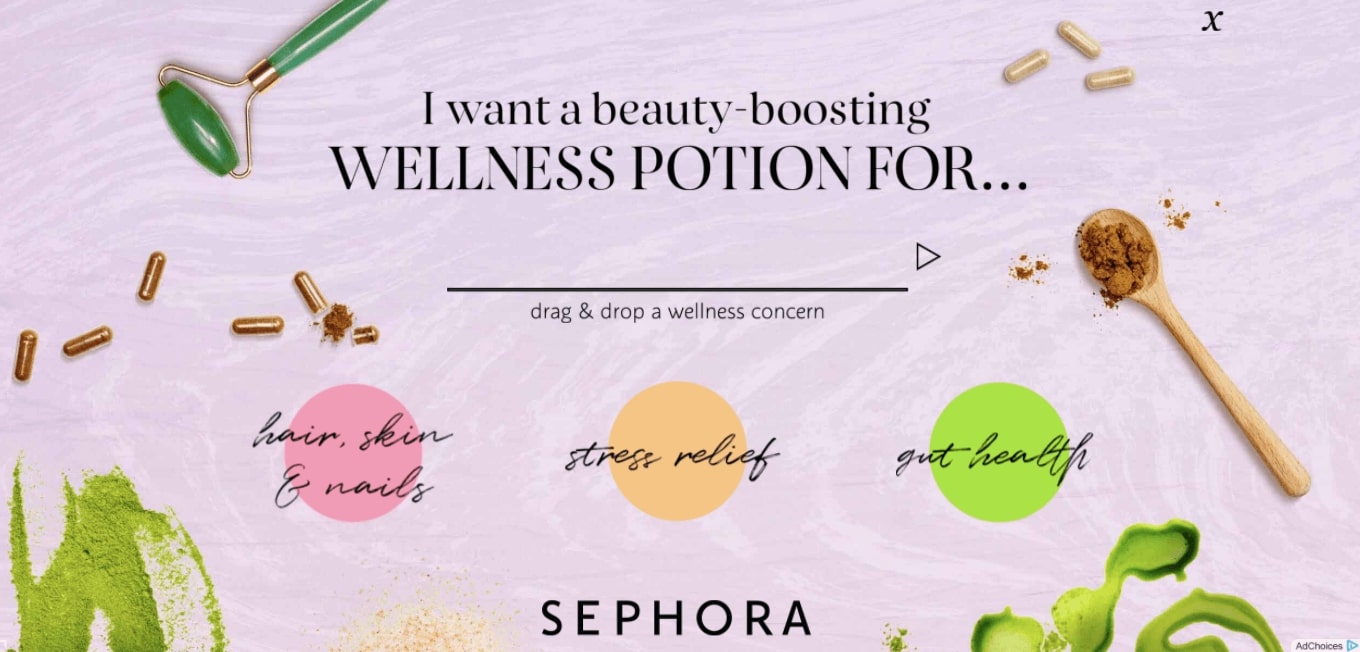 x
I want a beauty-boosting
WELLNESS POTION FOR...
drag & drop a wellness concern
hair, skin
& nails
stress relief
gut health
SEPHORA
AdChoices